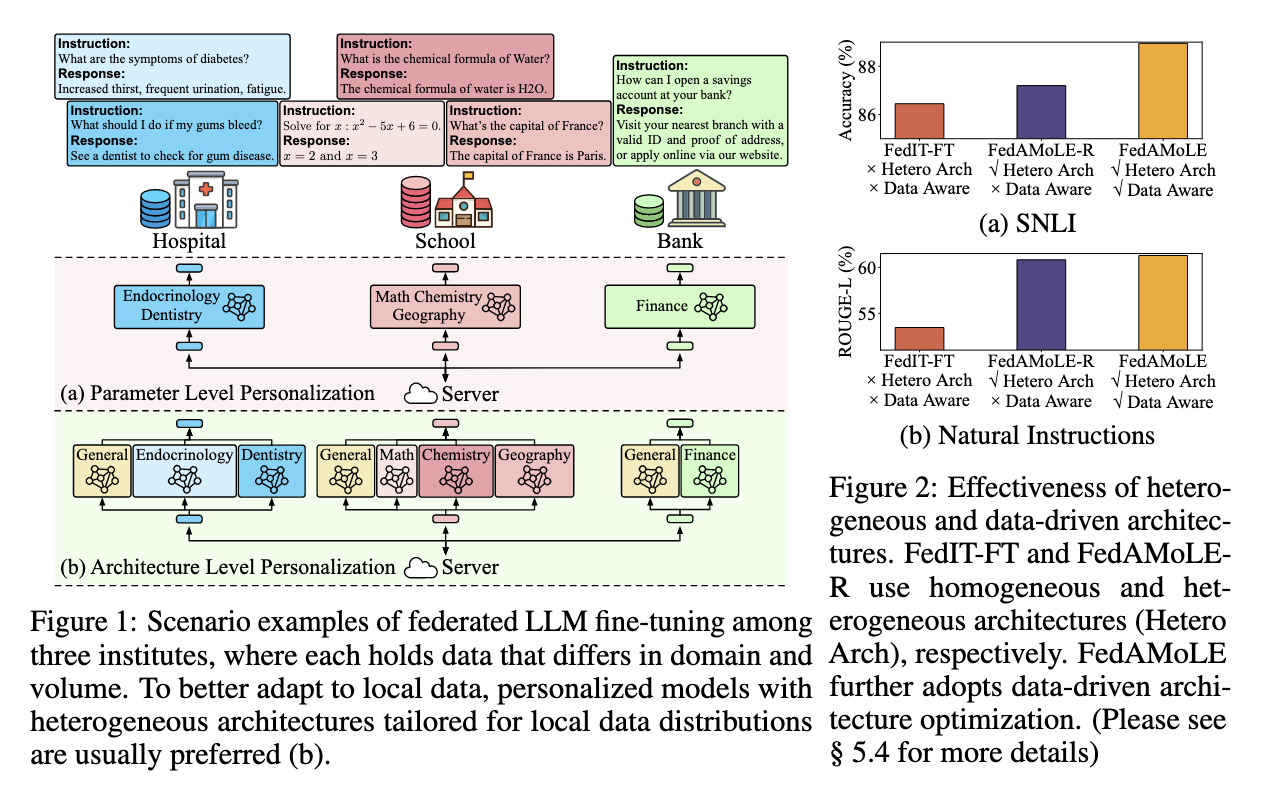 Instruction:
What are the symptoms of diabetes?
Response:
Increased thirst, frequent urination, fatigue.
Instruction:
What should I do if my gums bleed?
Response:
See a dentist to check for gum disease.
Instruction:
What is the chemical formula of Water?
Response:
The chemical formula of water is H2O.
Instruction:
Solve for x : x² − 5x + 6 = 0.
Response:
x = 2 and x = 3
Instruction:
What's the capital of France?
Response:
The capital of France is Paris.
Instruction:
How can I open a savings
account at your bank?
Response:
Visit your nearest branch with a
valid ID and proof of address,
or apply online via our website.
Hospital
School
Bank
Endocrinology
Dentistry
Math Chemistry
Geography
Finance
(a) Parameter Level Personalization
Server
General
Endocrinology
Dentistry
General
Math
Chemistry
Geography
General
Finance
(b) Architecture Level Personalization
Server
Figure 1: Scenario examples of federated LLM fine-tuning among
three institutes, where each holds data that differs in domain and
volume. To better adapt to local data, personalized models with
heterogeneous architectures tailored for local data distributions
are usually preferred (b).
Accuracy (%)
88
86
FedIT-FT
× Hetero Arch
× Data Aware
FedAMoLE-R
√ Hetero Arch
× Data Aware
FedAMoLE
√ Hetero Arch
√ Data Aware
(a) SNLI
ROUGE-L (%)
60
55
FedIT-FT
× Hetero Arch
× Data Aware
FedAMoLE-R
√ Hetero Arch
× Data Aware
FedAMoLE
√ Hetero Arch
√ Data Aware
(b) Natural Instructions
Figure 2: Effectiveness of hetero-
geneous and data-driven architec-
tures. FedIT-FT and FedAMoLE-
R use homogeneous and het-
erogeneous architectures (Hetero
Arch), respectively. FedAMoLE
further adopts data-driven archi-
tecture optimization. (Please see
§ 5.4 for more details)